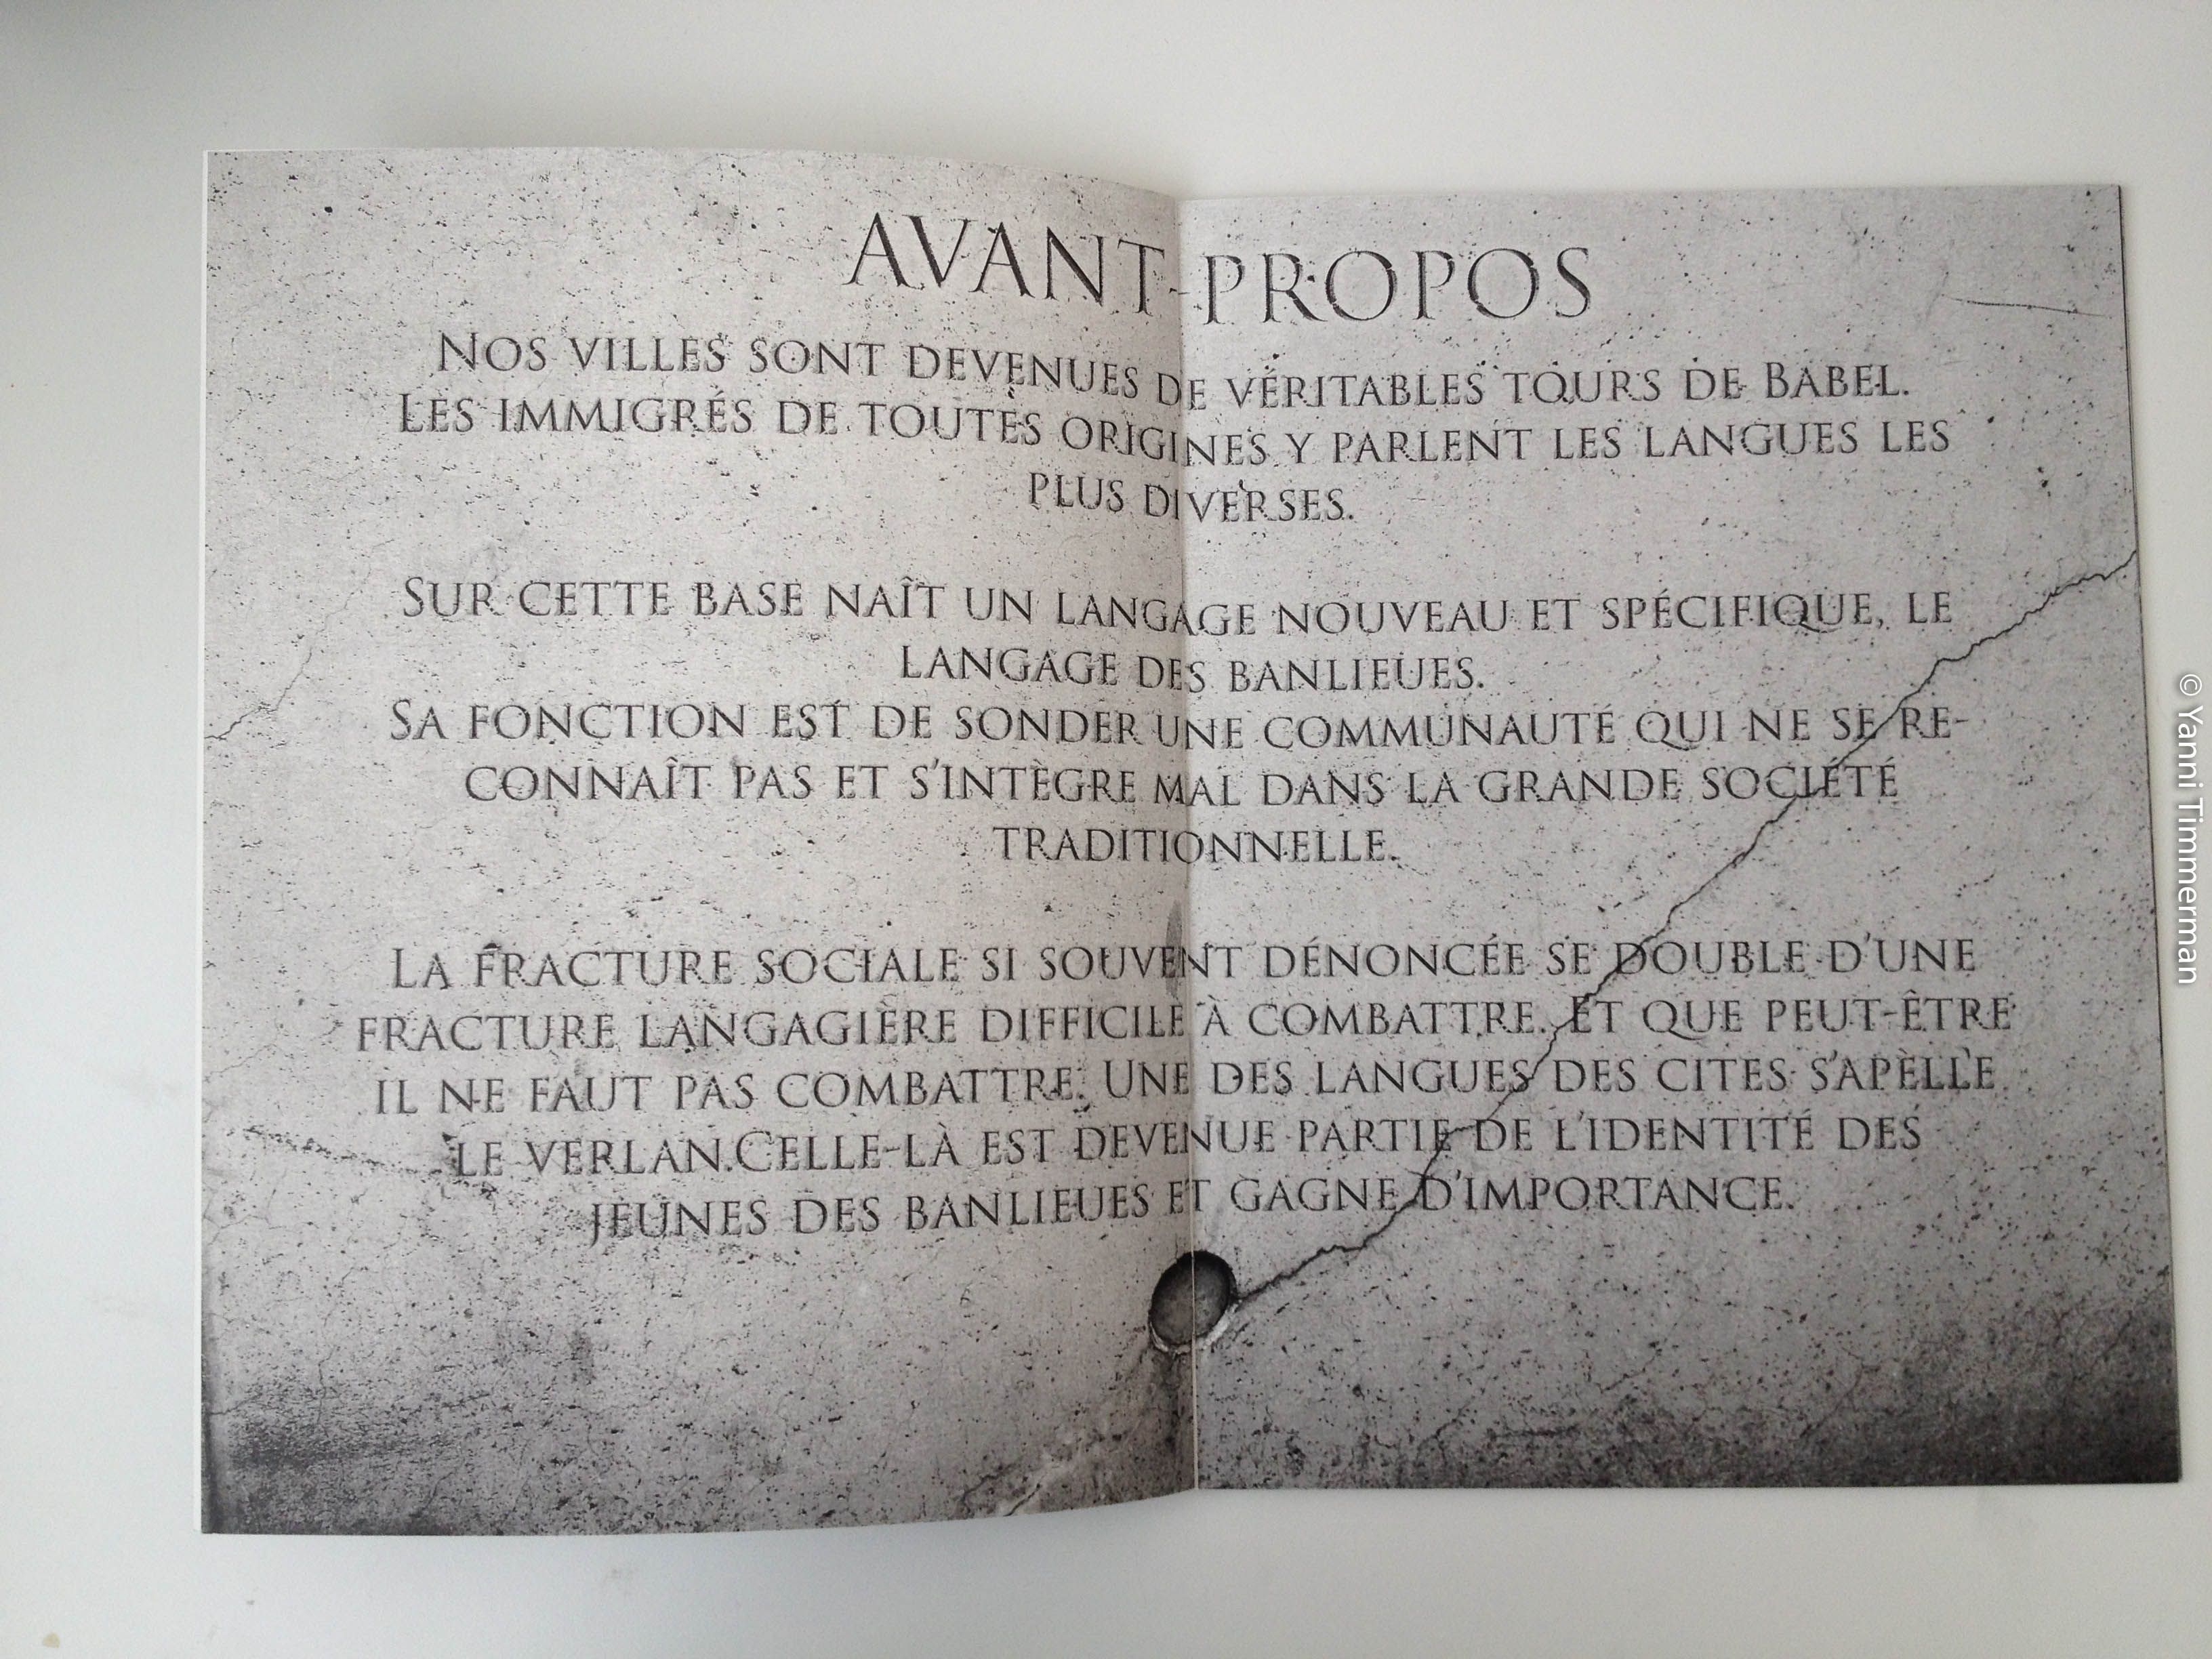 AVANT-PROPOS
NOS VILLES SONT DEVENUES DE VÉRITABLES TOURS DE BABEL.
LES IMMIGRÉS DE TOUTES ORIGINES Y PARLENT LES LANGUES LES
PLUS DIVERSES.
SUR CETTE BASE NAÎT UN LANGAGE NOUVEAU ET SPÉCIFIQUE, LE
LANGAGE DES BANLIEUES.
SA FONCTION EST DE SONDER UNE COMMUNAUTÉ QUI NE SE RE-
CONNAÎT PAS ET S'INTÈGRE MAL DANS LA GRANDE SOCIÉTÉ
TRADITIONNELLE.
LA FRACTURE SOCIALE SI SOUVENT DÉNONCÉE SE DOUBLE D'UNE
FRACTURE LANGAGIÈRE DIFFICILE À COMBATTRE. ET QUE PEUT-ÊTRE
IL NE FAUT PAS COMBATTRE. UNE DES LANGUES DES CITES S'APÈLLE
LE VERLAN.CELLE-LÀ EST DEVENUE PARTIE DE L'IDENTITÉ DES
JEUNES DES BANLIEUES ET GAGNE D'IMPORTANCE.
© Yanni Timmerman